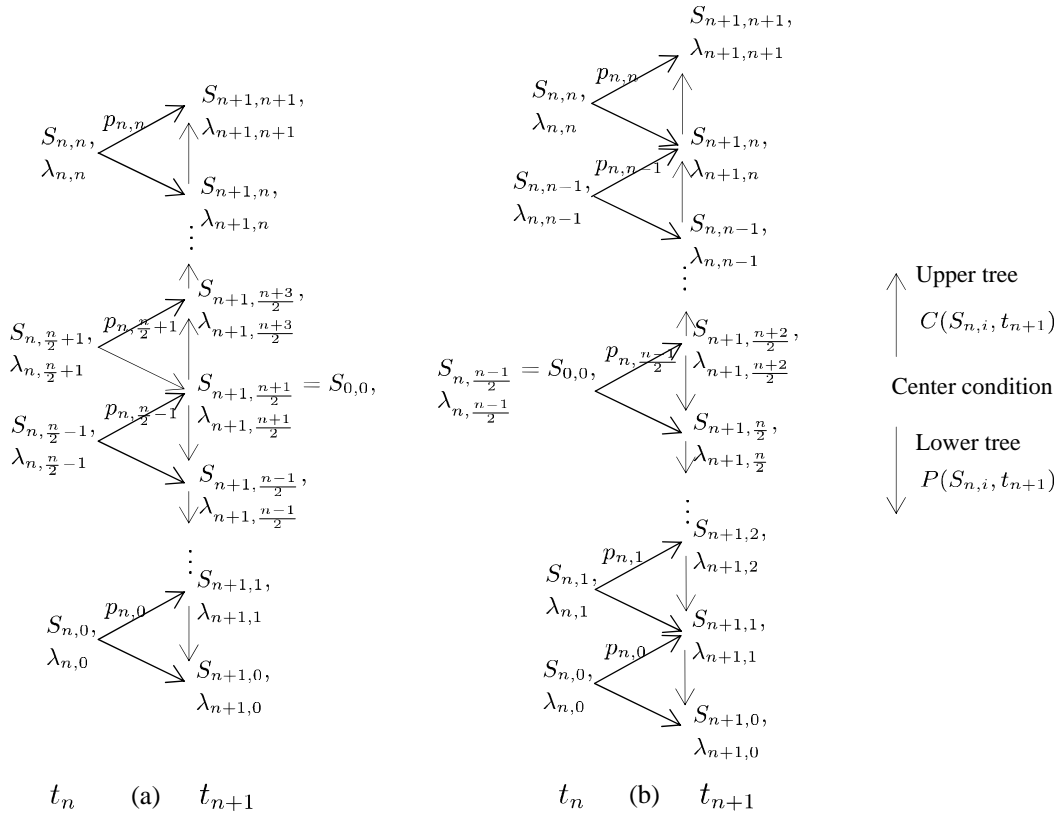 S_{n+1,n+1},
λ_{n+1,n+1}
p_{n,n}
S_{n,n},
λ_{n,n}
S_{n+1,n},
λ_{n+1,n}
⋮
S_{n+1,\frac{n+3}{2}},
λ_{n+1,\frac{n+3}{2}}
p_{n,\frac{n}{2}+1}
S_{n,\frac{n}{2}+1},
λ_{n,\frac{n}{2}+1}
S_{n+1,\frac{n+1}{2}} = S_{0,0},
λ_{n+1,\frac{n+1}{2}}
p_{n,\frac{n}{2}-1}
S_{n,\frac{n}{2}-1},
λ_{n,\frac{n}{2}-1}
S_{n+1,\frac{n-1}{2}},
λ_{n+1,\frac{n-1}{2}}
⋮
S_{n+1,1},
λ_{n+1,1}
p_{n,0}
S_{n,0},
λ_{n,0}
S_{n+1,0},
λ_{n+1,0}
t_n (a) t_{n+1}
S_{n+1,n+1},
λ_{n+1,n+1}
p_{n,n}
S_{n,n},
λ_{n,n}
S_{n+1,n},
λ_{n+1,n}
p_{n,n-1}
S_{n,n-1},
λ_{n,n-1}
S_{n,n-1},
λ_{n,n-1}
⋮
S_{n+1,\frac{n+2}{2}},
λ_{n+1,\frac{n+2}{2}}
p_{n,\frac{n-1}{2}}
S_{n,\frac{n-1}{2}} = S_{0,0},
λ_{n,\frac{n-1}{2}}
S_{n+1,\frac{n}{2}},
λ_{n+1,\frac{n}{2}}
⋮
S_{n+1,2},
λ_{n+1,2}
p_{n,1}
S_{n,1},
λ_{n,1}
S_{n+1,1},
λ_{n+1,1}
p_{n,0}
S_{n,0},
λ_{n,0}
S_{n+1,0},
λ_{n+1,0}
t_n (b) t_{n+1}
Upper tree
C(S_{n,i}, t_{n+1})
Center condition
Lower tree
P(S_{n,i}, t_{n+1})